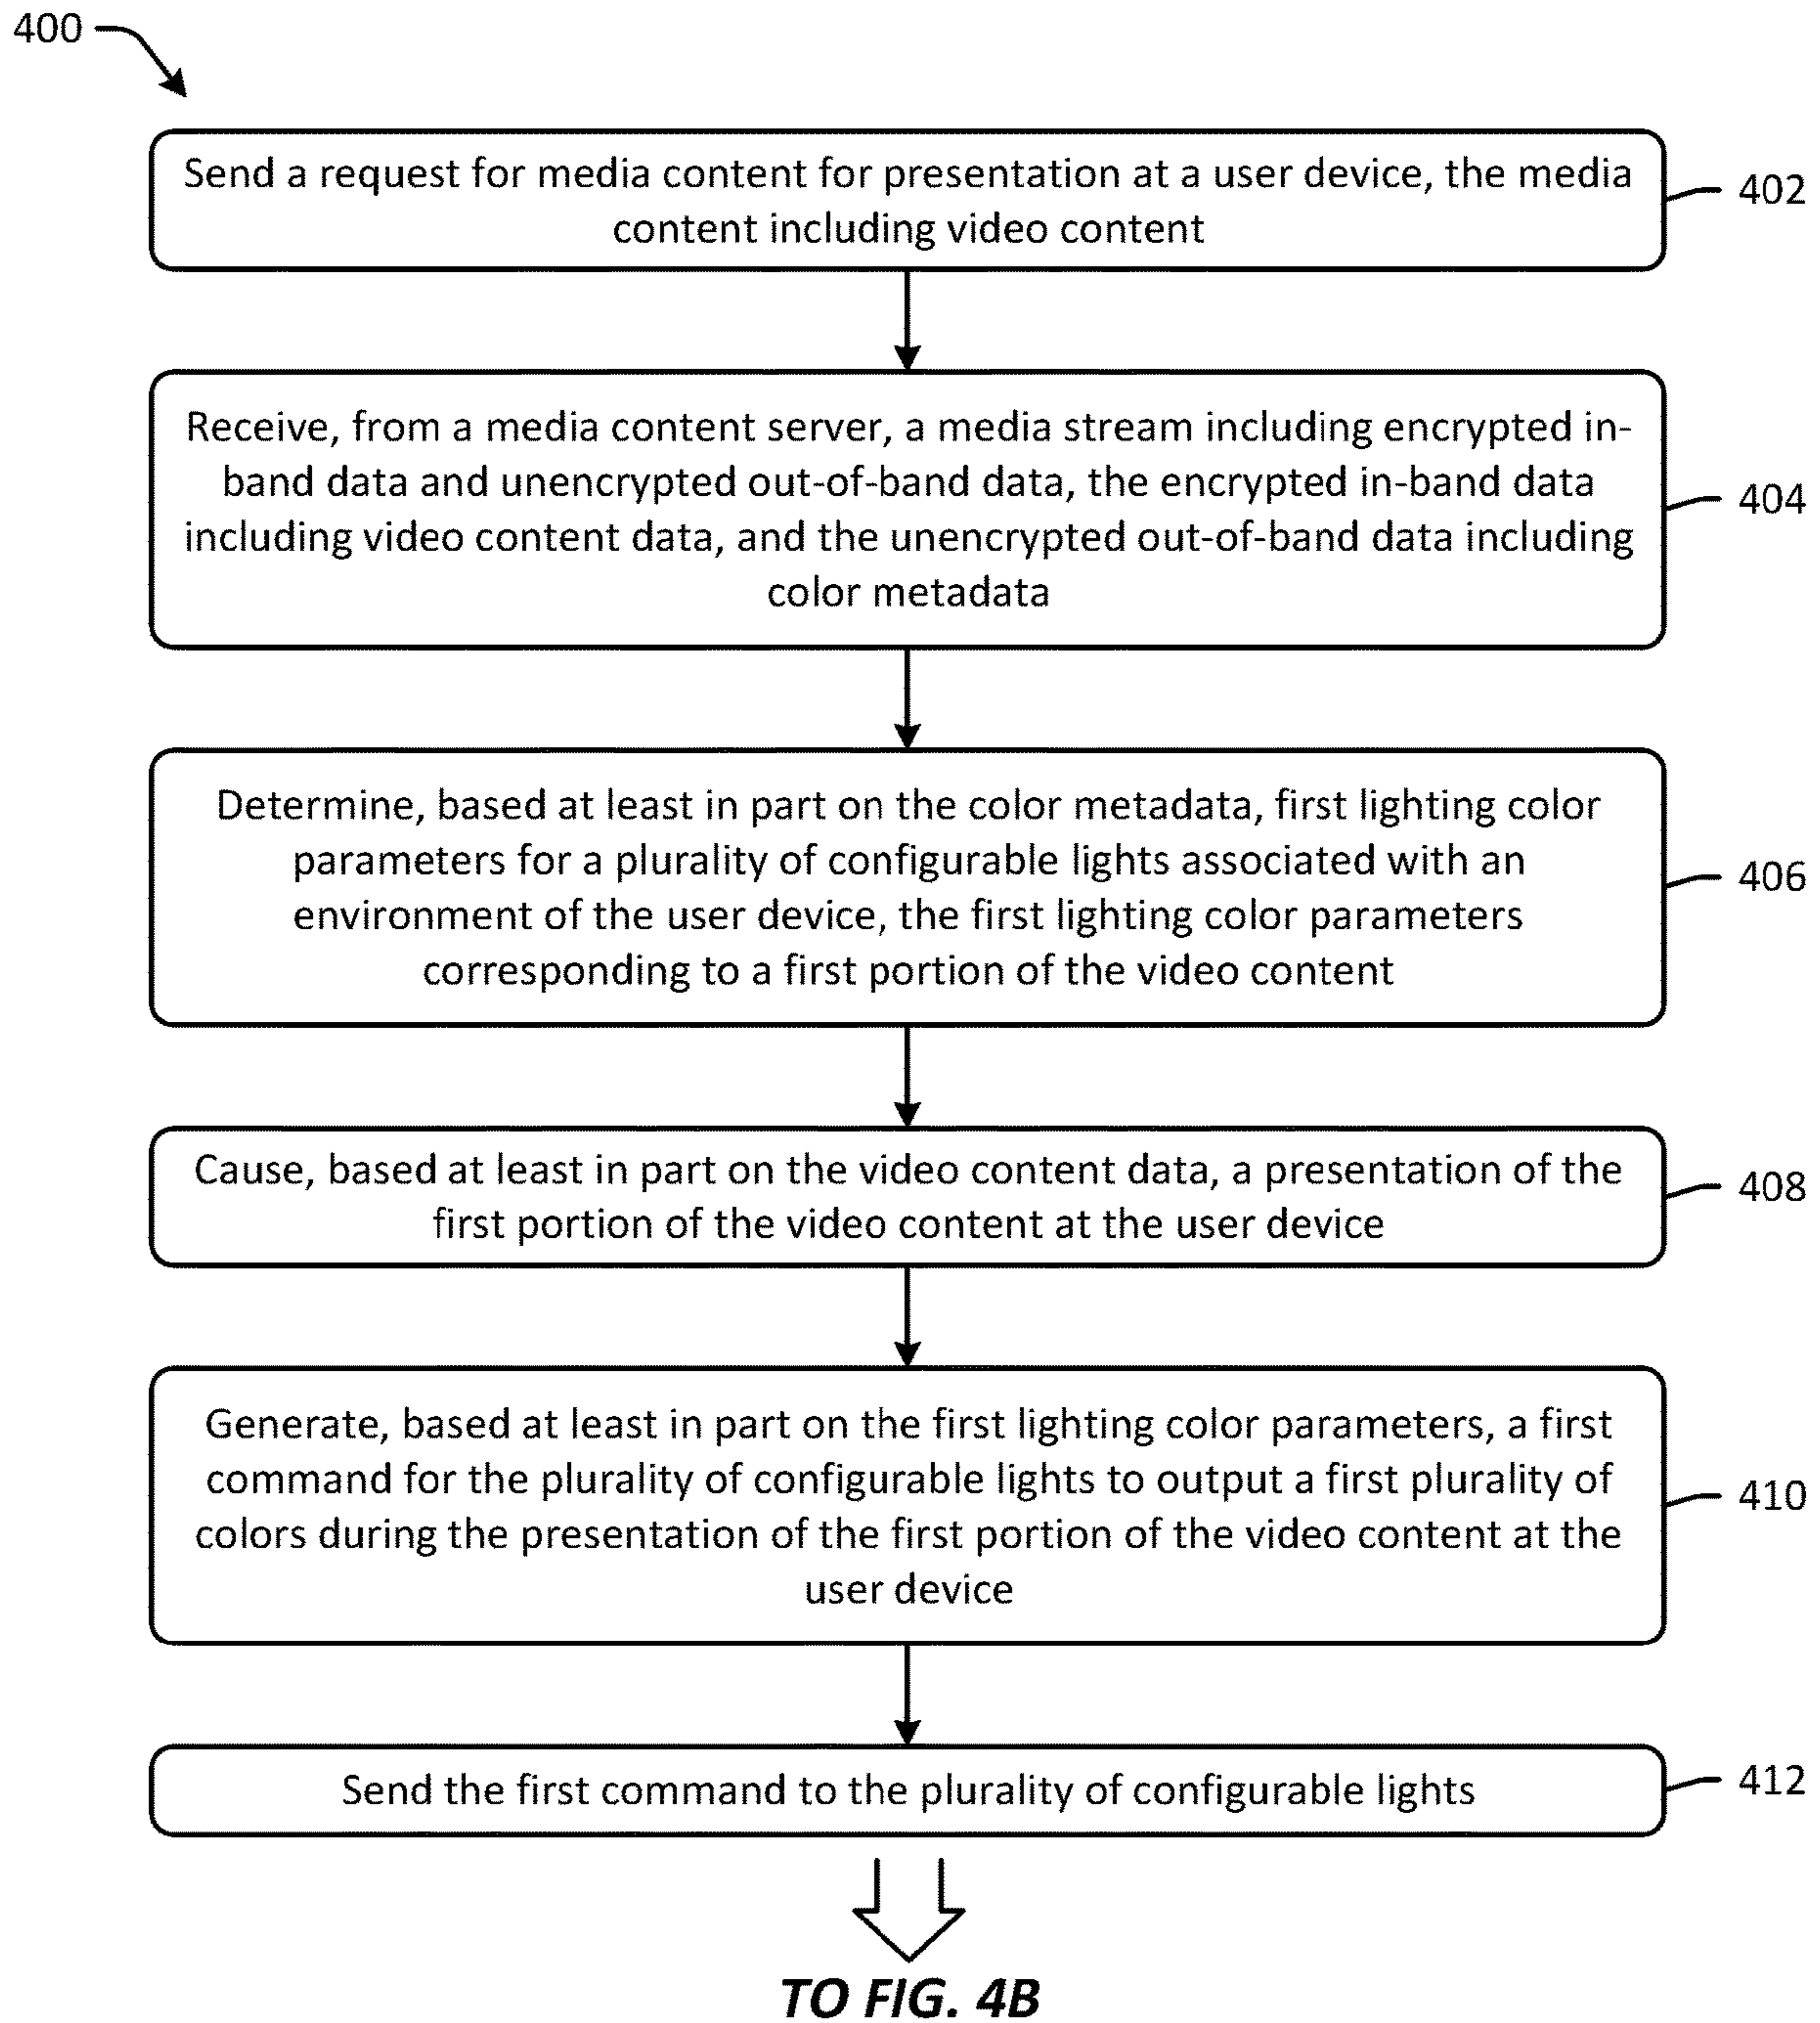 400
Send a request for media content for presentation at a user device, the media
content including video content
402
Receive, from a media content server, a media stream including encrypted in-
band data and unencrypted out-of-band data, the encrypted in-band data
including video content data, and the unencrypted out-of-band data including
color metadata
404
Determine, based at least in part on the color metadata, first lighting color
parameters for a plurality of configurable lights associated with an
environment of the user device, the first lighting color parameters
corresponding to a first portion of the video content
406
Cause, based at least in part on the video content data, a presentation of the
first portion of the video content at the user device
408
Generate, based at least in part on the first lighting color parameters, a first
command for the plurality of configurable lights to output a first plurality of
colors during the presentation of the first portion of the video content at the
user device
410
Send the first command to the plurality of configurable lights
412
TO FIG. 4B